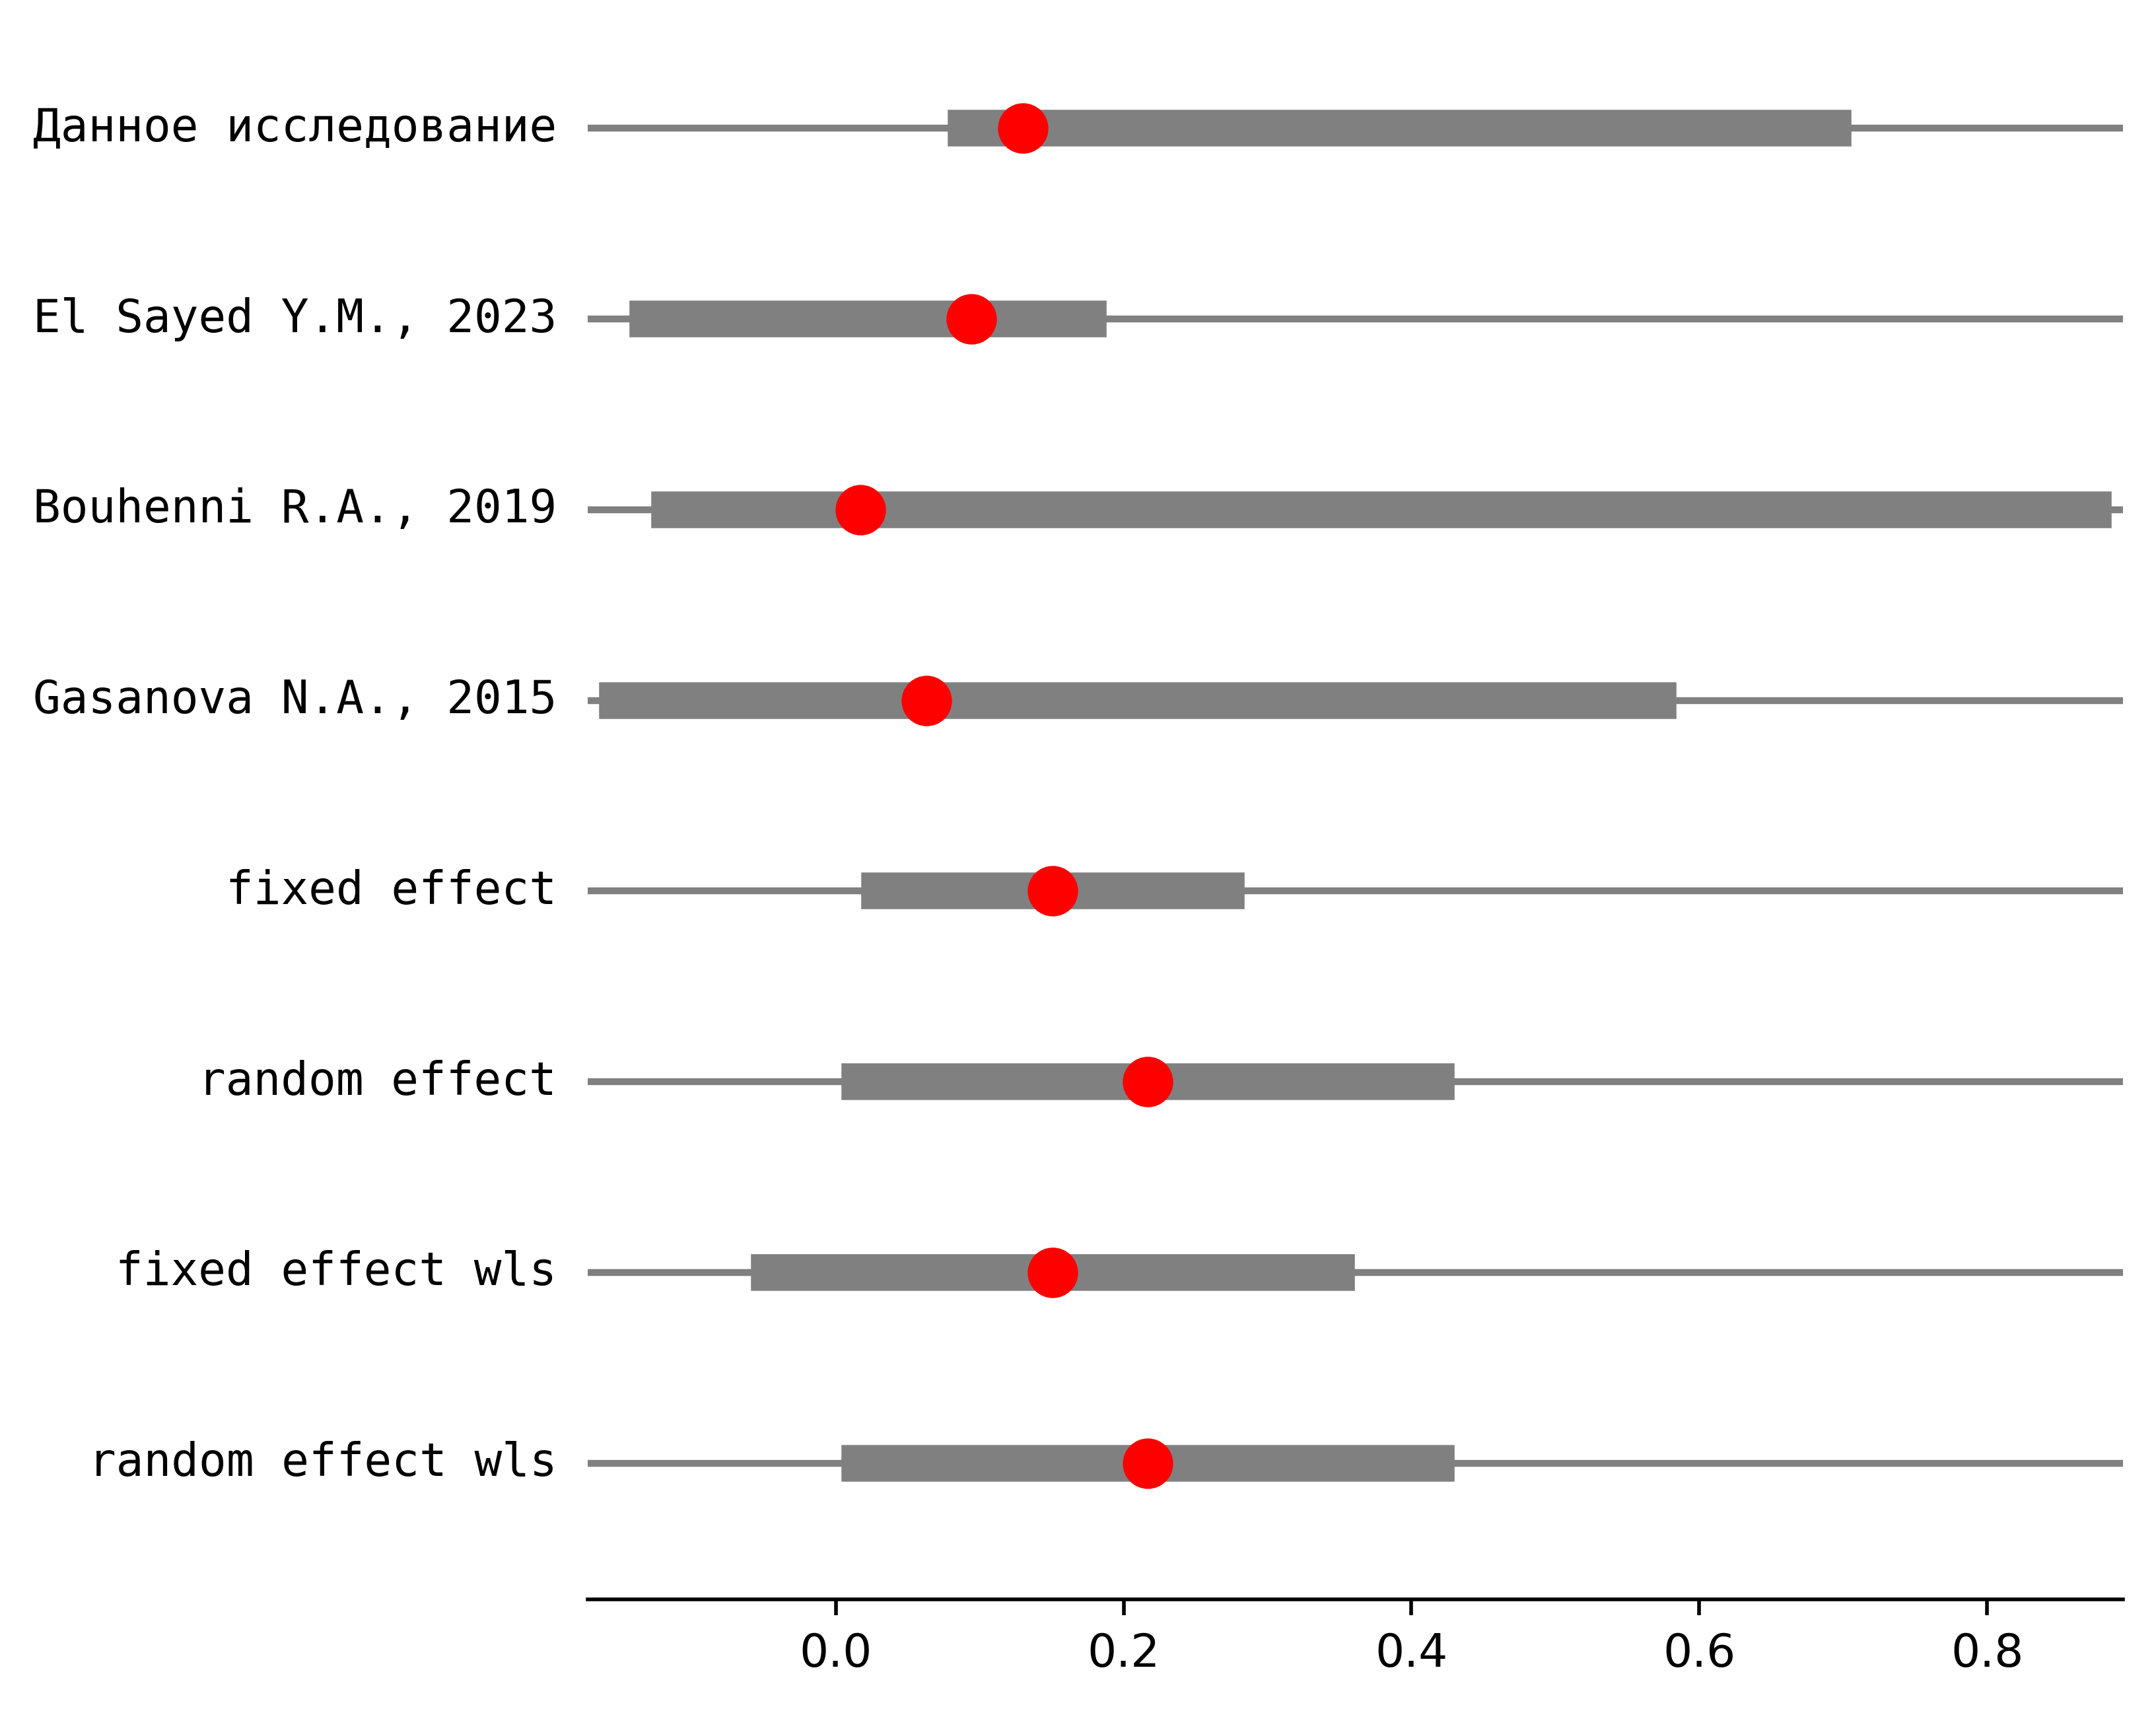 Данное исследование
El Sayed Y.M., 2023
Bouhenni R.A., 2019
Gasanova N.A., 2015
fixed effect
random effect
fixed effect wls
random effect wls
0.0 0.2 0.4 0.6 0.8